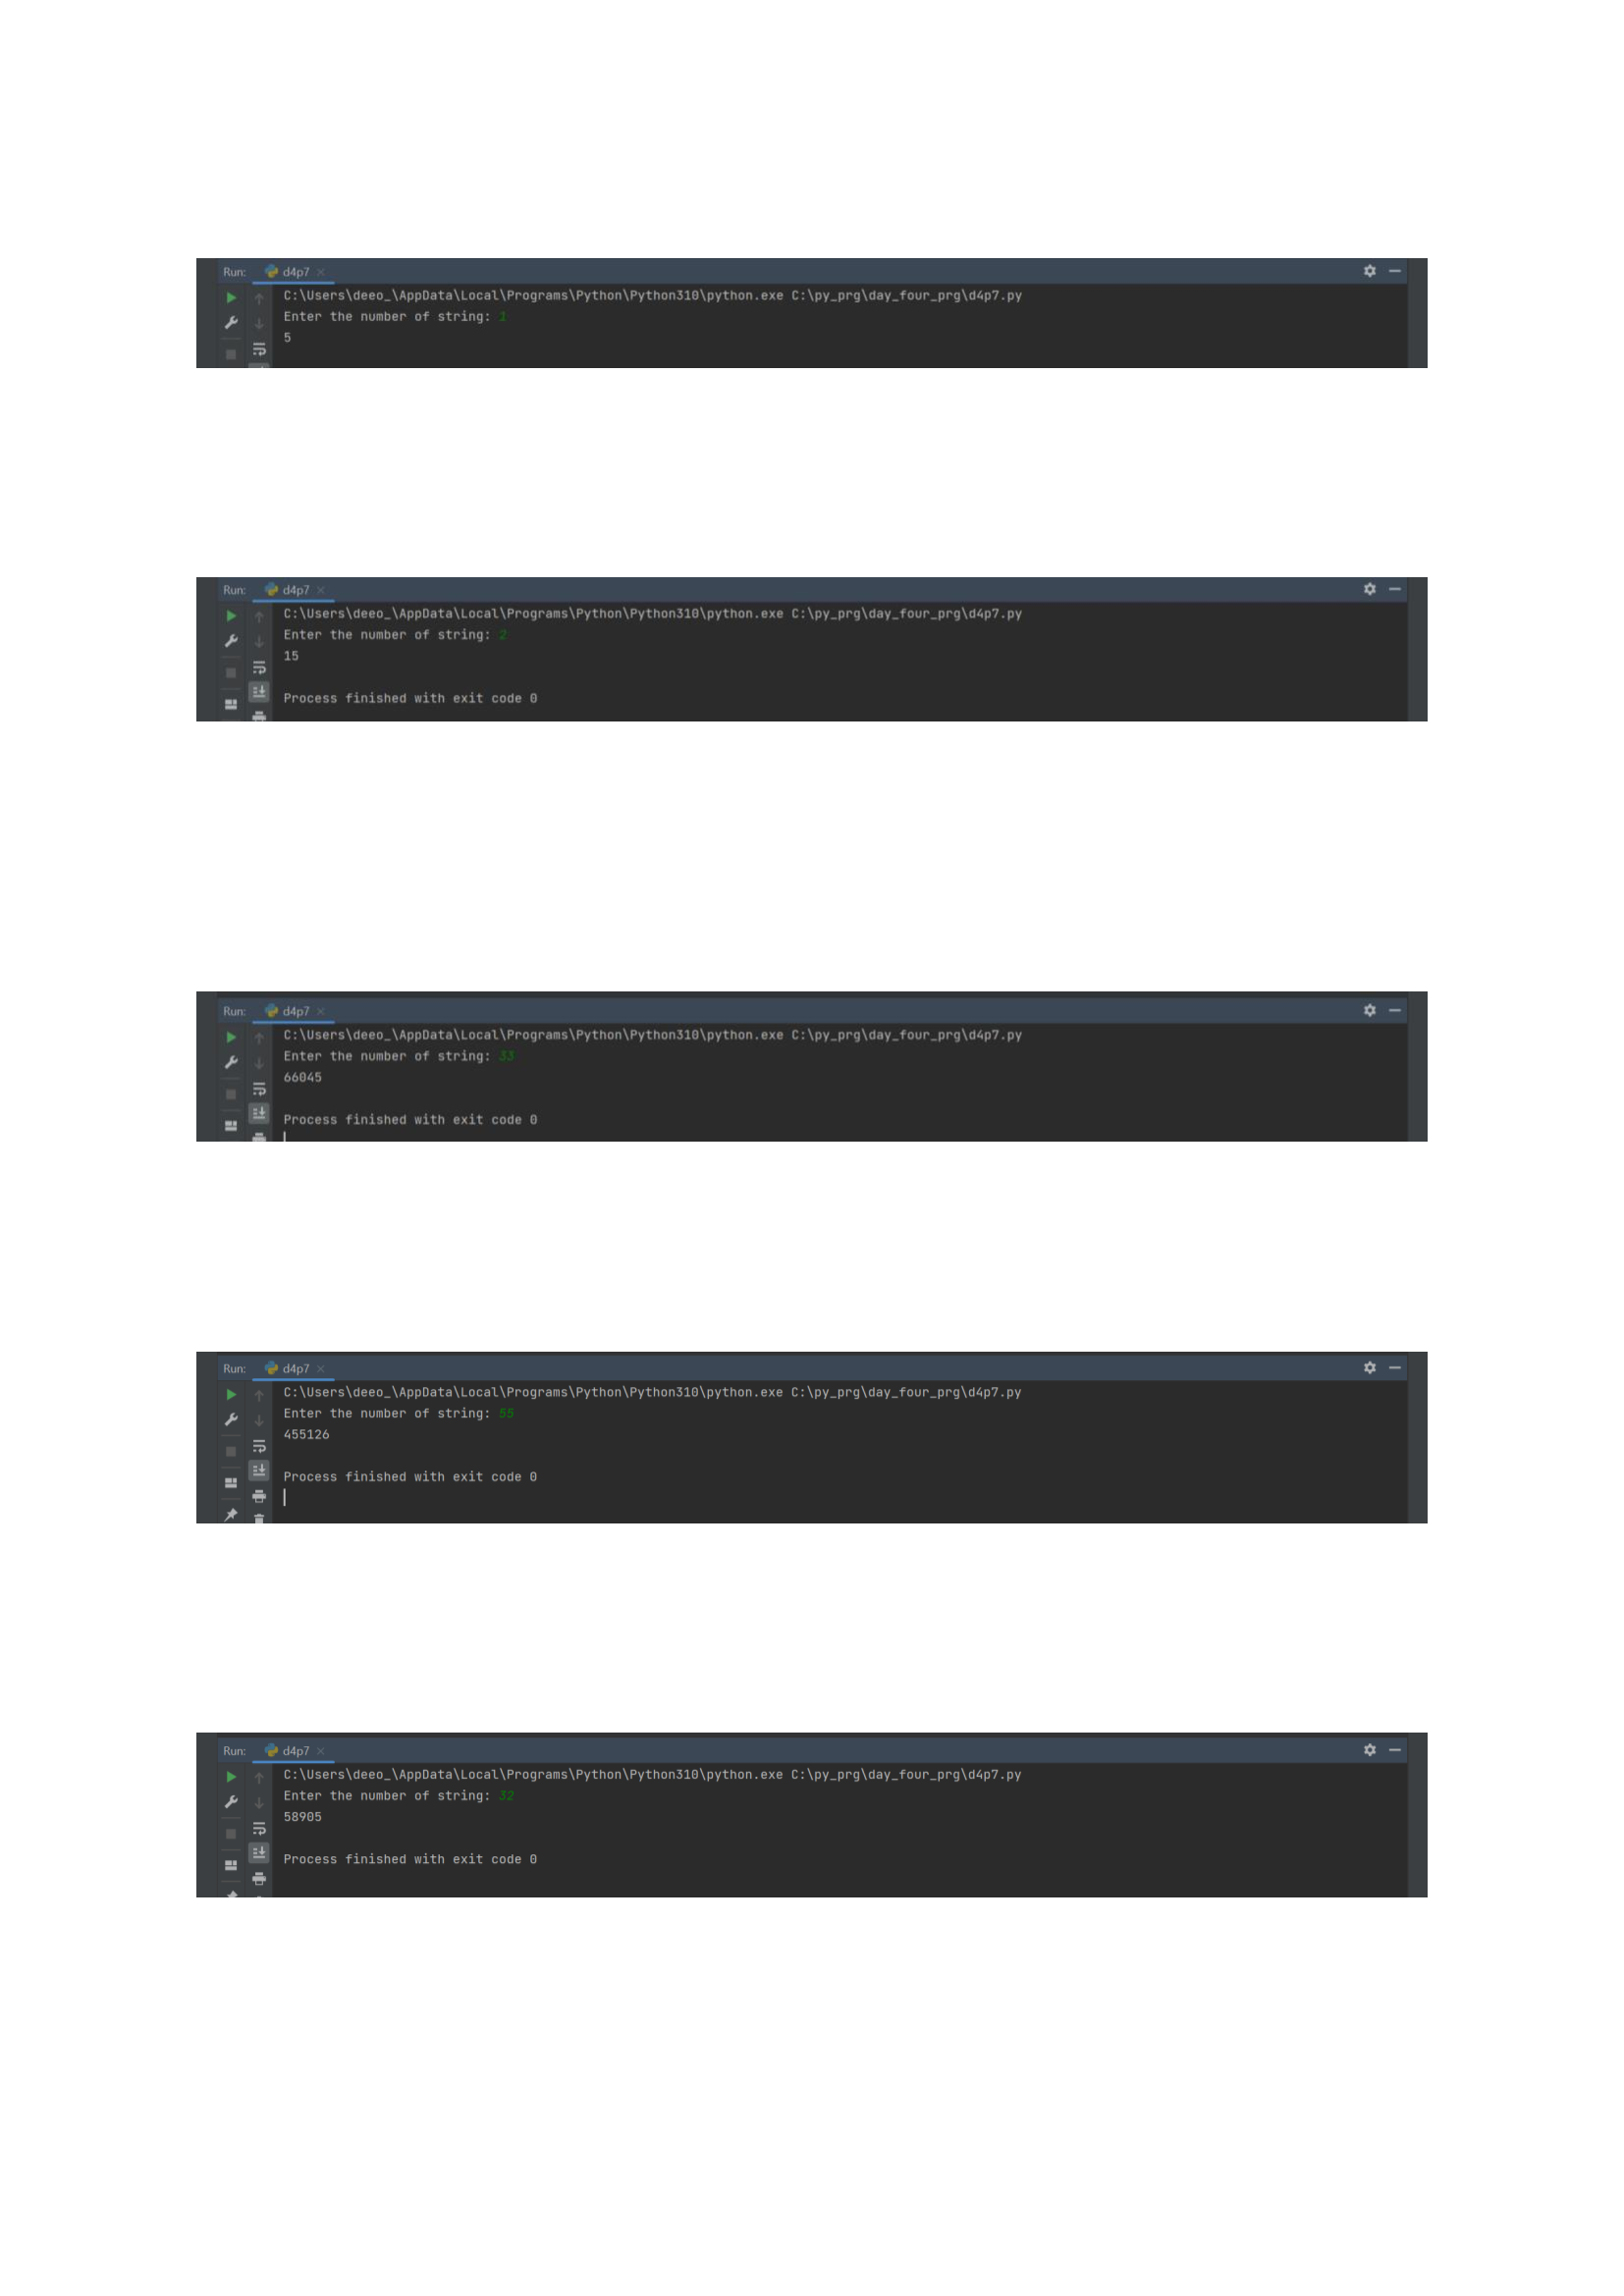 Run: d4p7
C:\Users\deeo_\AppData\Local\Programs\Python\Python310\python.exe C:\py_prg\day_four_prg\d4p7.py
Enter the number of string: 1
5
Run: d4p7
C:\Users\deeo_\AppData\Local\Programs\Python\Python310\python.exe C:\py_prg\day_four_prg\d4p7.py
Enter the number of string: 2
15
Process finished with exit code 0
Run: d4p7
C:\Users\deeo_\AppData\Local\Programs\Python\Python310\python.exe C:\py_prg\day_four_prg\d4p7.py
Enter the number of string: 33
66045
Process finished with exit code 0
Run: d4p7
C:\Users\deeo_\AppData\Local\Programs\Python\Python310\python.exe C:\py_prg\day_four_prg\d4p7.py
Enter the number of string: 55
455126
Process finished with exit code 0
Run: d4p7
C:\Users\deeo_\AppData\Local\Programs\Python\Python310\python.exe C:\py_prg\day_four_prg\d4p7.py
Enter the number of string: 32
58905
Process finished with exit code 0